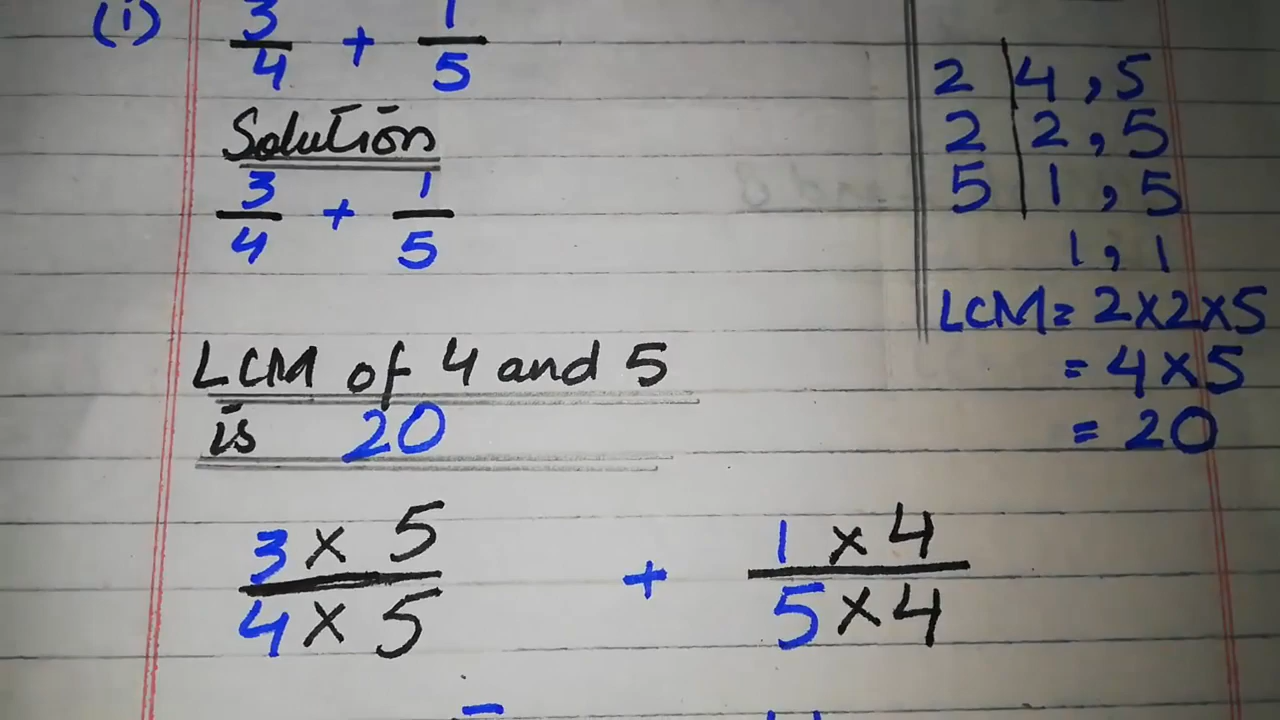 (i) 3/4 + 1/5
Solution
3/4 + 1/5
LCM of 4 and 5
is 20
3 × 5 / 4 × 5 + 1 × 4 / 5 × 4
2 | 4 , 5
2 | 2 , 5
5 | 1 , 5
1 , 1
LCM = 2×2×5
= 4×5
= 20